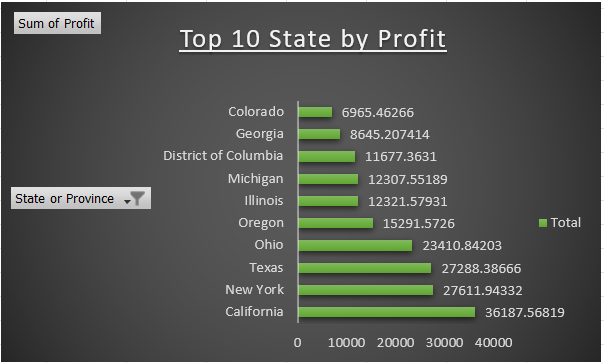 Sum of Profit
Top 10 State by Profit
Colorado 6965.46266
Georgia 8645.207414
District of Columbia 11677.3631
Michigan 12307.55189
State or Province
Illinois 12321.57931
Oregon 15291.5726
Total
Ohio 23410.84203
Texas 27288.38666
New York 27611.94332
California 36187.56819
0 10000 20000 30000 40000